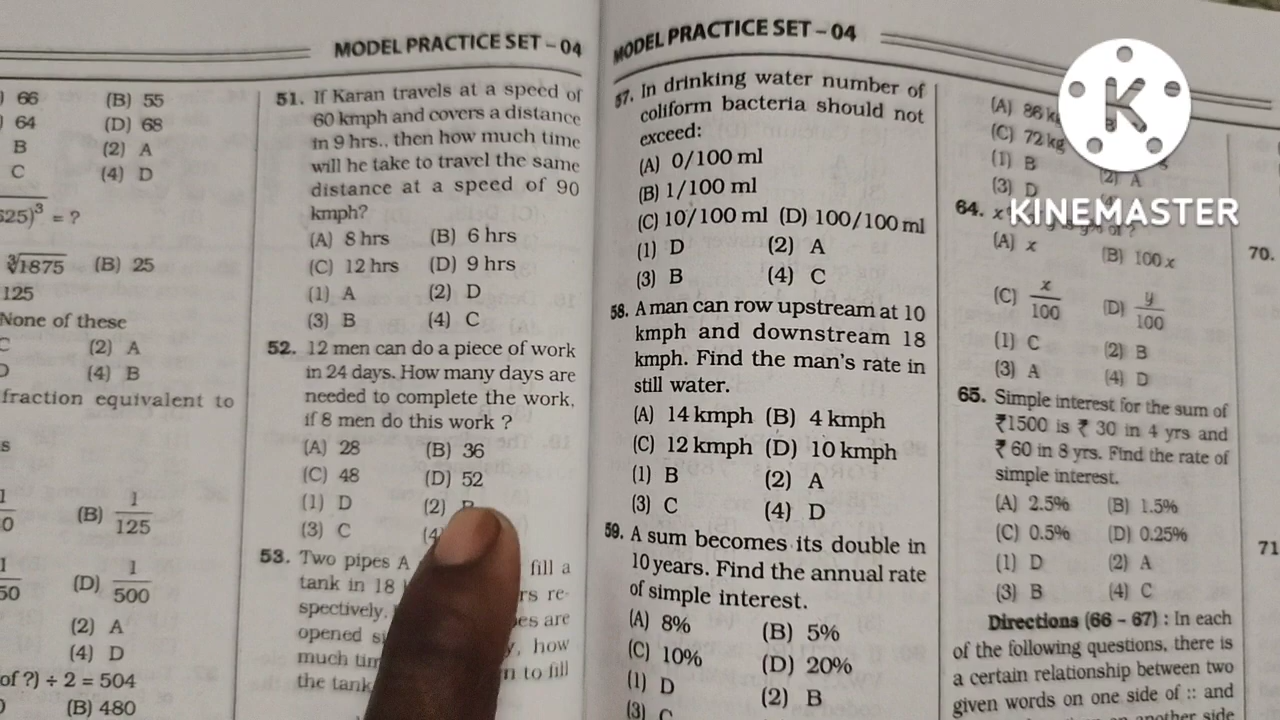 MODEL PRACTICE SET – 04
66 (B) 55
64 (D) 68
B (2) A
C (4) D
625)³ = ?
∛1875 (B) 25
125
None of these
C (2) A
D (4) B
fraction equivalent to
(B) 1/125
(D) 1/500
(2) A
(4) D
of ?) ÷ 2 = 504
(B) 480
51. If Karan travels at a speed of
60 kmph and covers a distance
in 9 hrs., then how much time
will he take to travel the same
distance at a speed of 90
kmph?
(A) 8 hrs (B) 6 hrs
(C) 12 hrs (D) 9 hrs
(1) A (2) D
(3) B (4) C
52. 12 men can do a piece of work
in 24 days. How many days are
needed to complete the work,
if 8 men do this work ?
(A) 28 (B) 36
(C) 48 (D) 52
(1) D (2)
(3) C (4)
53. Two pipes A fill a
tank in 18 rs re-
spectively. es are
opened how
much
the tank n to fill
MODEL PRACTICE SET – 04
57. In drinking water number of
coliform bacteria should not
exceed:
(A) 0/100 ml
(B) 1/100 ml
(C) 10/100 ml (D) 100/100 ml
(1) D (2) A
(3) B (4) C
58. A man can row upstream at 10
kmph and downstream 18
kmph. Find the man's rate in
still water.
(A) 14 kmph (B) 4 kmph
(C) 12 kmph (D) 10 kmph
(1) B (2) A
(3) C (4) D
59. A sum becomes its double in
10 years. Find the annual rate
of simple interest.
(A) 8% (B) 5%
(C) 10% (D) 20%
(1) D (2) B
(3) C
(A) 86 kg
(C) 72 kg
(1) B (2) A
(3) D
64. x
(A) x (B) 100x
(C) x/100 (D) y/100
(1) C (2) B
(3) A (4) D
65. Simple interest for the sum of
₹1500 is ₹ 30 in 4 yrs and
₹ 60 in 8 yrs. Find the rate of
simple interest.
(A) 2.5% (B) 1.5%
(C) 0.5% (D) 0.25%
(1) D (2) A
(3) B (4) C
Directions (66 – 67) : In each
of the following questions, there is
a certain relationship between two
given words on one side of :: and
another side
70.
71
K
KINEMASTER